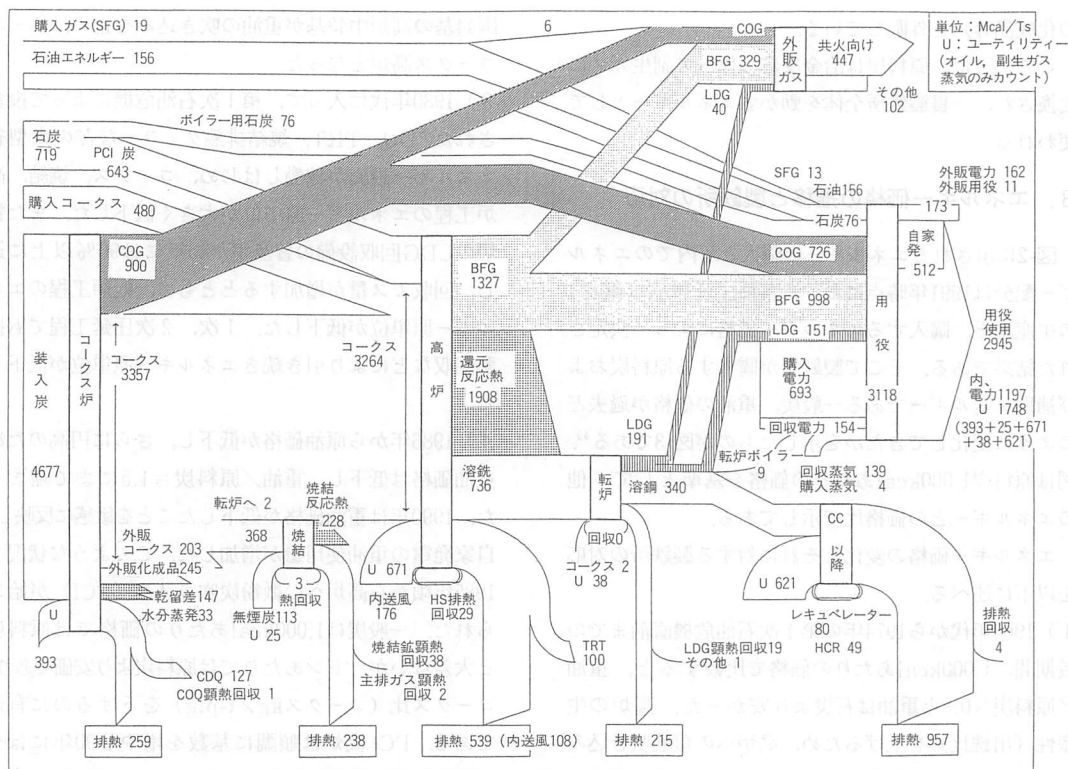 購入ガス(SFG) 19
石油エネルギー 156
6
COG
BFG 329
LDG
40
外販ガス
共火向け
447
その他
102
単位：Mcal/Ts
U：ユーティリティー
(オイル，副生ガス
蒸気のみカウント)
ボイラー用石炭 76
石炭
719
PCI 炭
643
購入コークス 480
SFG 13
石油156
石炭76
外販電力 162
外販用役 11
173
自家発
512
COG
900
BFG
1327
COG 726
BFG 998
LDG 151
用役
3118
用役
使用
2945
内、
電力1197
U 1748
(393+25+671
+38+621)
装入炭
4677
コークス炉
コークス
3357
コークス
3264
高炉
還元
反応熱
1908
購入
電力
693
回収電力 154
LDG
191
転炉ボイラー
9
回収蒸気 139
購入蒸気 4
溶銑
736
転炉
溶鋼 340
転炉へ 2
368
焼結
反応熱
228
焼結
外販
コークス 203
外販化成品245
乾留差147
水分蒸発33
3
熱回収
無煙炭113
U 25
U 671
内送風
176
HS排熱回収29
焼結鉱顕熱回収38
主排ガス顕熱
回収 2
回収0
コークス 2
U 38
CC
以降
U 621
レキュペレーター
80
HCR 49
U
393
CDQ 127
COQ顕熱回収 1
TRT
100
LDG顕熱回収19
その他 1
排熱
回収
4
排熱 259
排熱 238
排熱 539 (内送風108)
排熱 215
排熱 957